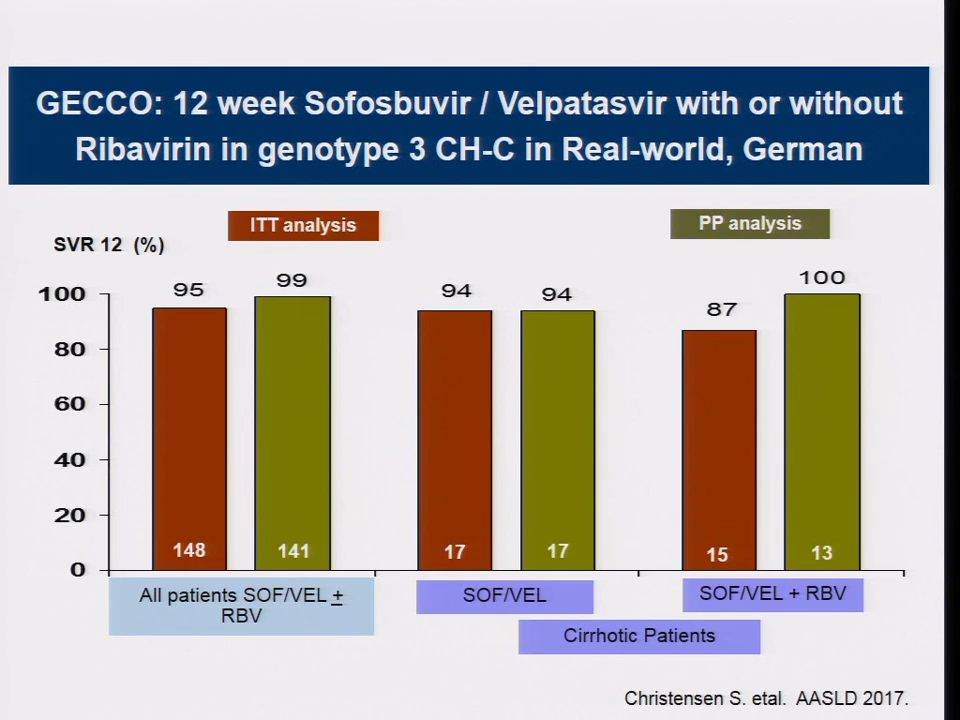 GECCO: 12 week Sofosbuvir / Velpatasvir with or without
Ribavirin in genotype 3 CH-C in Real-world, German
ITT analysis
PP analysis
SVR 12 (%)
100
80
60
40
20
0
95
99
94
94
87
100
148
141
17
17
15
13
All patients SOF/VEL ±
RBV
SOF/VEL
SOF/VEL + RBV
Cirrhotic Patients
Christensen S. etal. AASLD 2017.